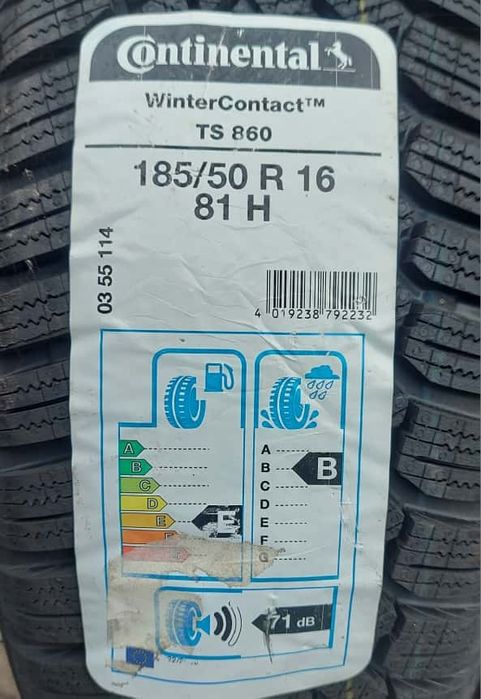 Continental
WinterContact™
TS 860
185/50 R 16
81 H
03 55 114
4 019238 792232
A
B
C
D
E
E
A
B
C
D
E
F
G
B
71 dB